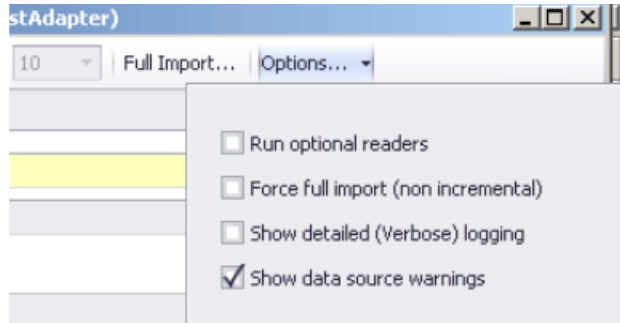 stAdapter)
10 Full Import... Options...
Run optional readers
Force full import (non incremental)
Show detailed (Verbose) logging
Show data source warnings